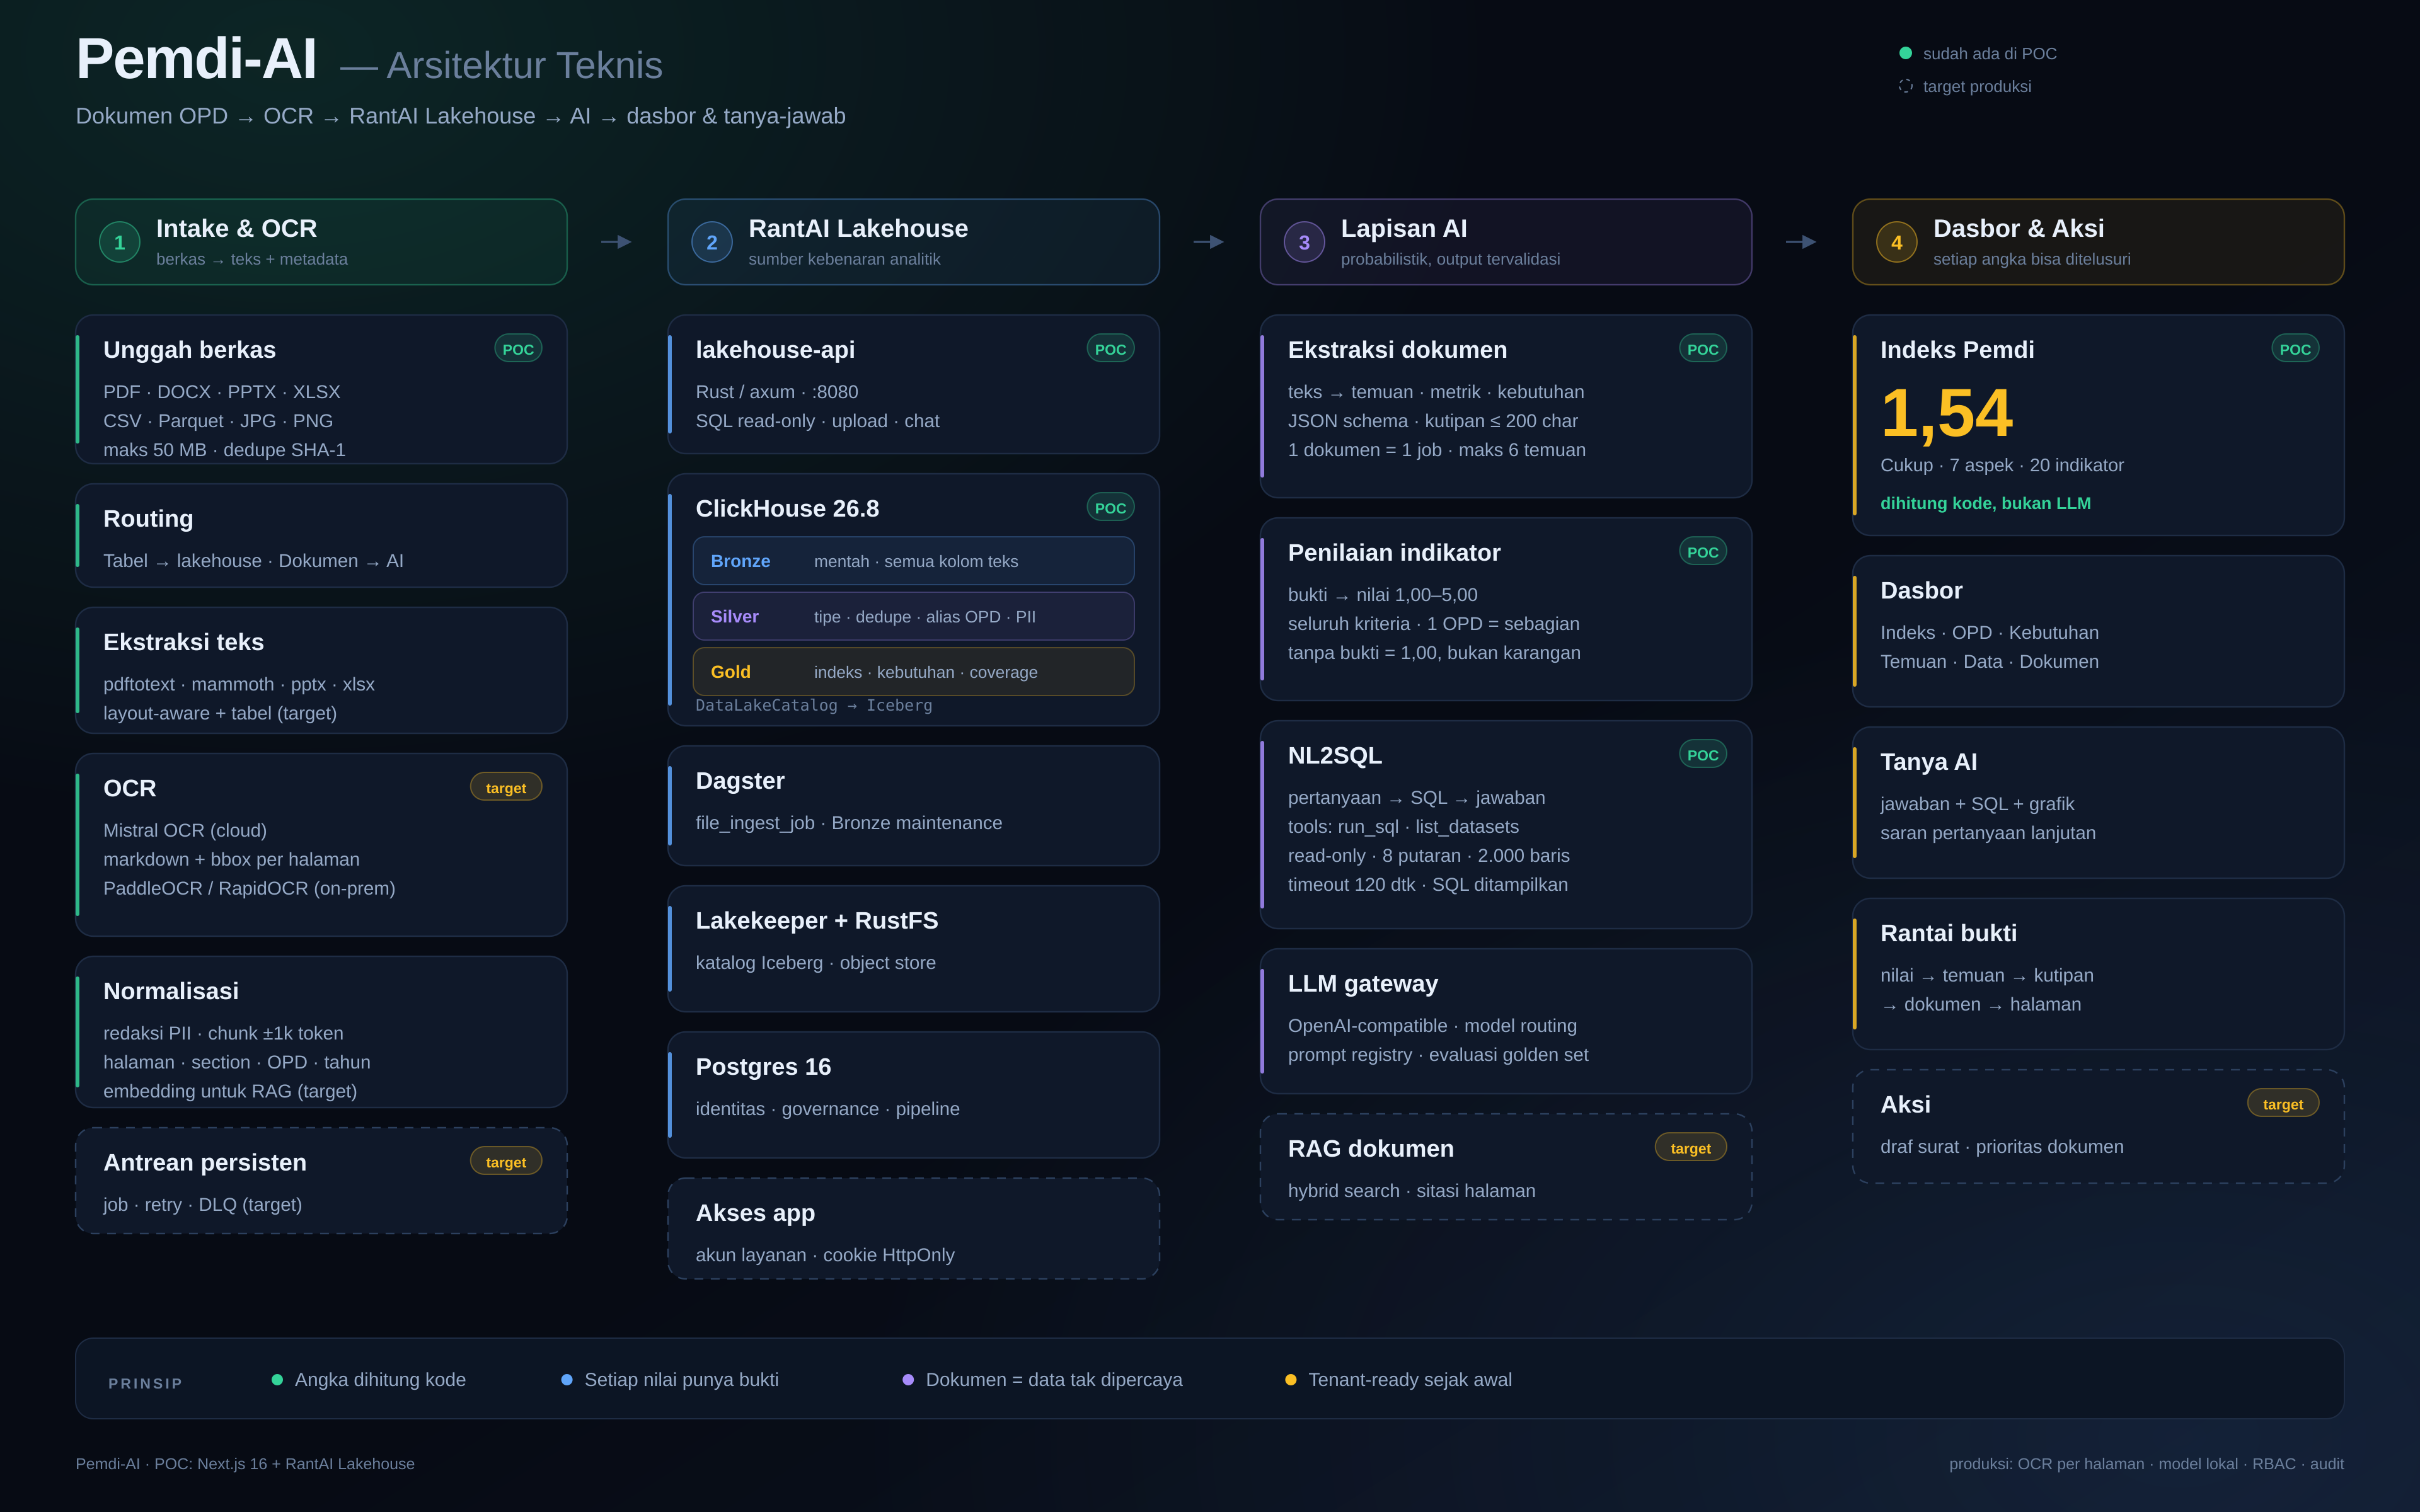 Pemdi-AI — Arsitektur Teknis
Dokumen OPD → OCR → RantAI Lakehouse → AI → dasbor & tanya-jawab
sudah ada di POC
target produksi
1
Intake & OCR
berkas → teks + metadata
Unggah berkas
POC
PDF · DOCX · PPTX · XLSX
CSV · Parquet · JPG · PNG
maks 50 MB · dedupe SHA-1
Routing
Tabel → lakehouse · Dokumen → AI
Ekstraksi teks
pdftotext · mammoth · pptx · xlsx
layout-aware + tabel (target)
OCR
target
Mistral OCR (cloud)
markdown + bbox per halaman
PaddleOCR / RapidOCR (on-prem)
Normalisasi
redaksi PII · chunk ±1k token
halaman · section · OPD · tahun
embedding untuk RAG (target)
Antrean persisten
target
job · retry · DLQ (target)
2
RantAI Lakehouse
sumber kebenaran analitik
lakehouse-api
POC
Rust / axum · :8080
SQL read-only · upload · chat
ClickHouse 26.8
POC
Bronze mentah · semua kolom teks
Silver tipe · dedupe · alias OPD · PII
Gold indeks · kebutuhan · coverage
DataLakeCatalog → Iceberg
Dagster
file_ingest_job · Bronze maintenance
Lakekeeper + RustFS
katalog Iceberg · object store
Postgres 16
identitas · governance · pipeline
Akses app
akun layanan · cookie HttpOnly
3
Lapisan AI
probabilistik, output tervalidasi
Ekstraksi dokumen
POC
teks → temuan · metrik · kebutuhan
JSON schema · kutipan ≤ 200 char
1 dokumen = 1 job · maks 6 temuan
Penilaian indikator
POC
bukti → nilai 1,00–5,00
seluruh kriteria · 1 OPD = sebagian
tanpa bukti = 1,00, bukan karangan
NL2SQL
POC
pertanyaan → SQL → jawaban
tools: run_sql · list_datasets
read-only · 8 putaran · 2.000 baris
timeout 120 dtk · SQL ditampilkan
LLM gateway
OpenAI-compatible · model routing
prompt registry · evaluasi golden set
RAG dokumen
target
hybrid search · sitasi halaman
4
Dasbor & Aksi
setiap angka bisa ditelusuri
Indeks Pemdi
POC
1,54
Cukup · 7 aspek · 20 indikator
dihitung kode, bukan LLM
Dasbor
Indeks · OPD · Kebutuhan
Temuan · Data · Dokumen
Tanya AI
jawaban + SQL + grafik
saran pertanyaan lanjutan
Rantai bukti
nilai → temuan → kutipan
→ dokumen → halaman
Aksi
target
draf surat · prioritas dokumen
PRINSIP
Angka dihitung kode
Setiap nilai punya bukti
Dokumen = data tak dipercaya
Tenant-ready sejak awal
Pemdi-AI · POC: Next.js 16 + RantAI Lakehouse
produksi: OCR per halaman · model lokal · RBAC · audit